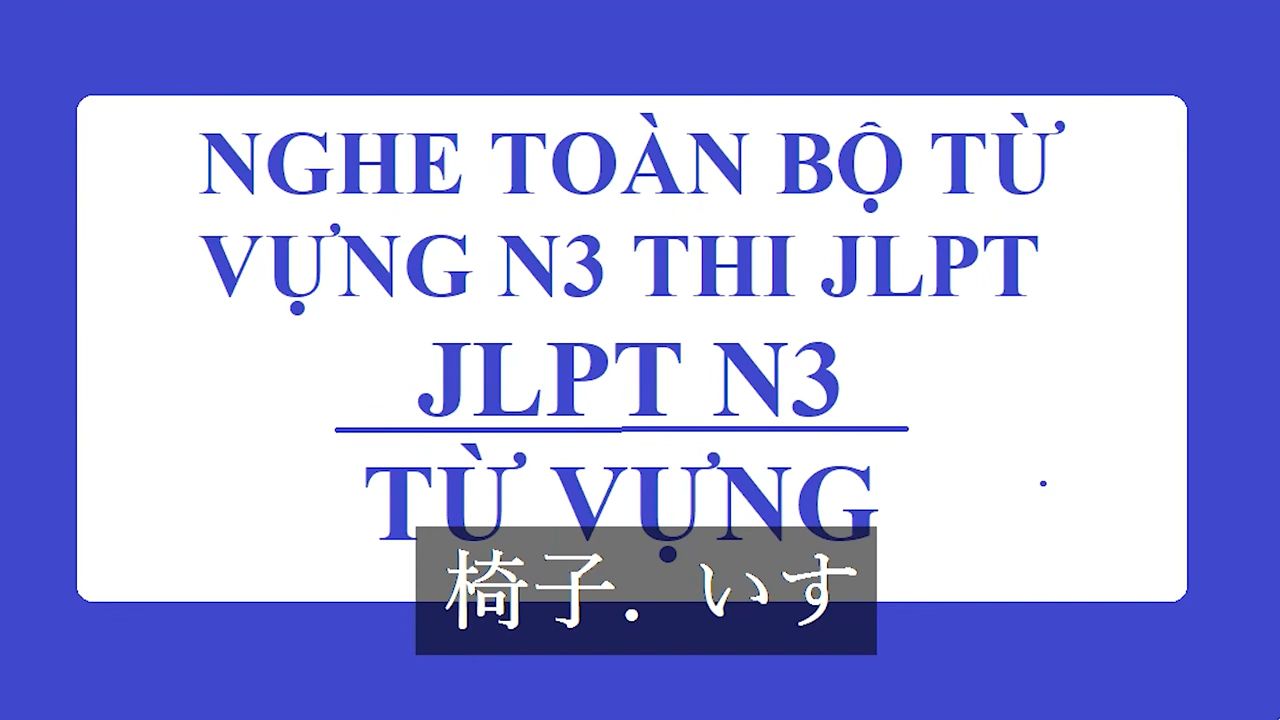 NGHE TOÀN BỘ TỪ
VỰNG N3 THI JLPT
JLPT N3
TỪ VỰNG
椅子. いす